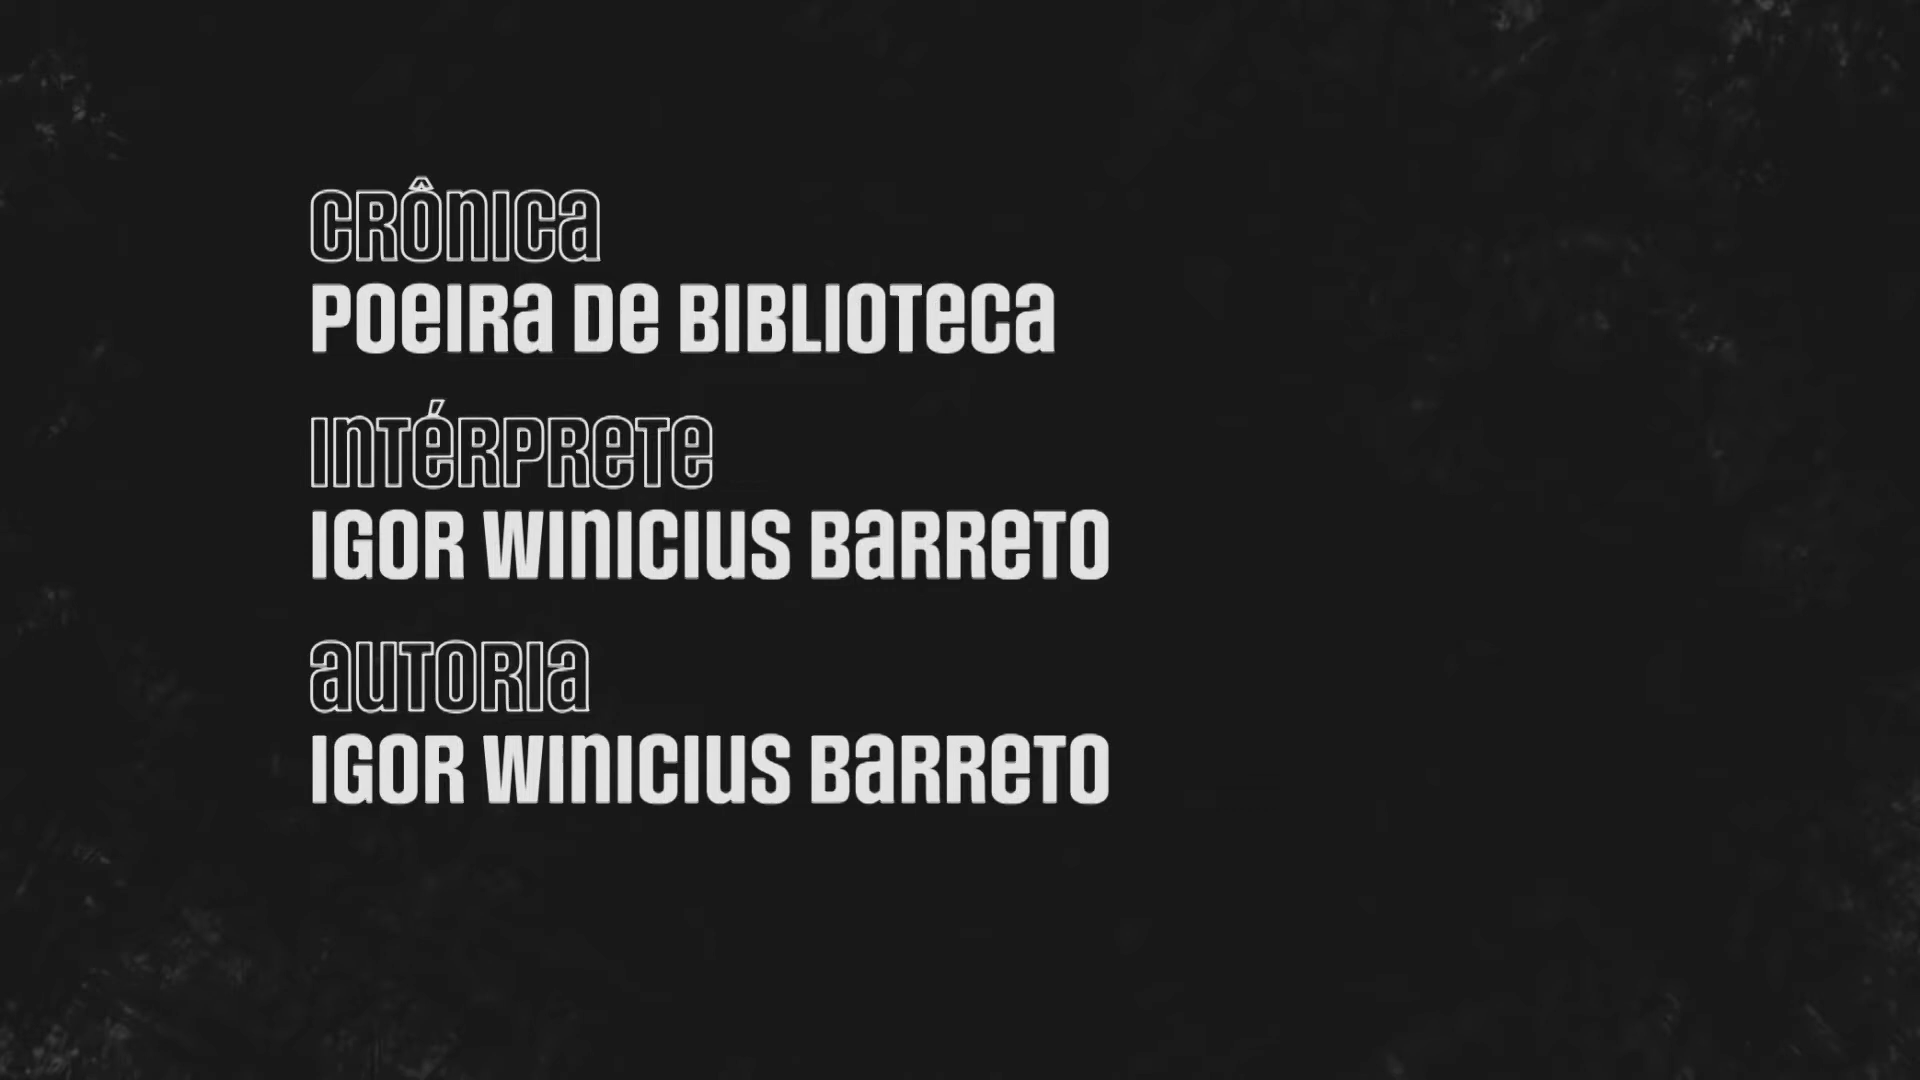 CRÔNICA
POEIRA DE BIBLIOTECA
INTÉRPRETE
IGOR WINICIUS BARRETO
AUTORIA
IGOR WINICIUS BARRETO